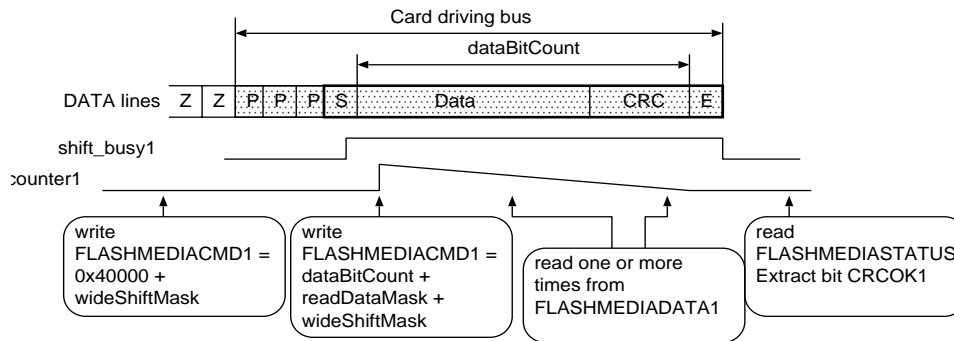 Card driving bus
dataBitCount
DATA lines Z Z P P P S Data CRC E
shift_busy1
counter1
write
FLASHMEDIACMD1 =
0x40000 +
wideShiftMask
write
FLASHMEDIACMD1 =
dataBitCount +
readDataMask +
wideShiftMask
read one or more
times from
FLASHMEDIADATA1
read
FLASHMEDIASTATUS
Extract bit CRCOK1